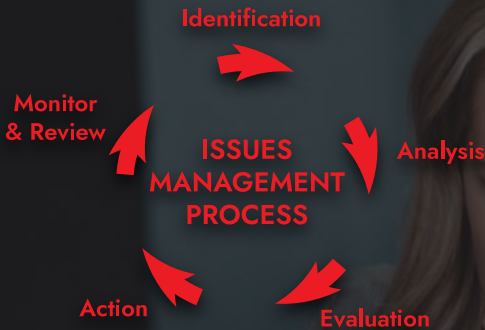 Identification
Monitor
& Review
ISSUES
MANAGEMENT
PROCESS
Analysis
Action
Evaluation